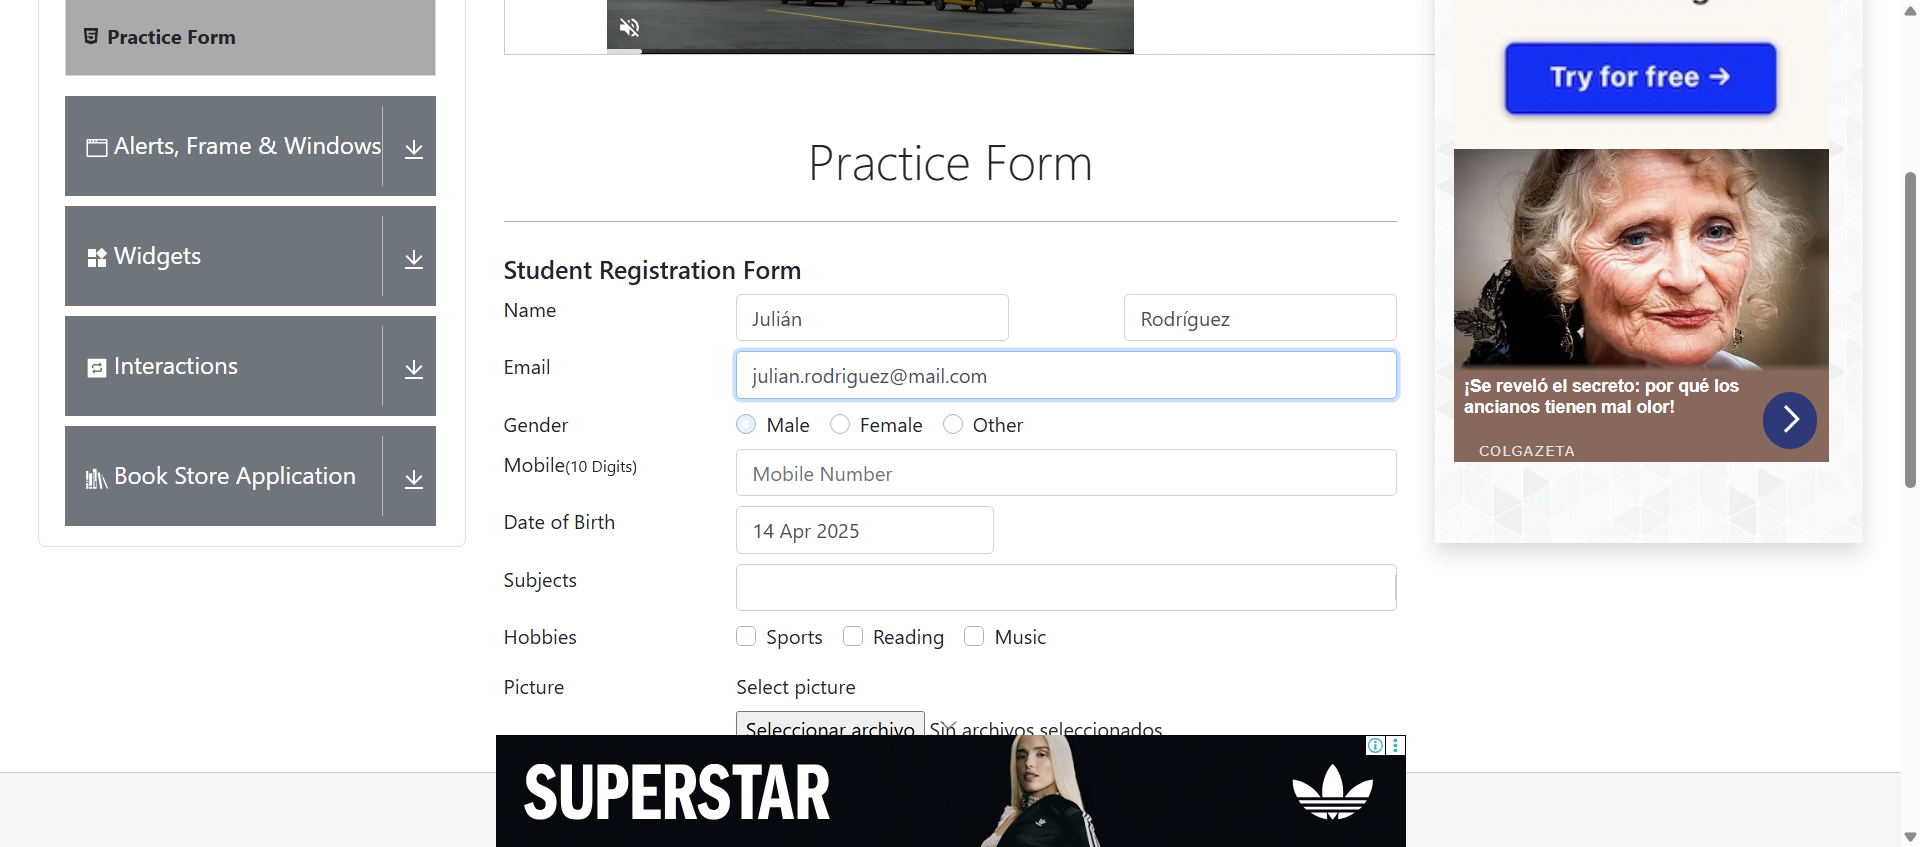 Practice Form
Alerts, Frame & Windows
Widgets
Interactions
Book Store Application
Practice Form
Student Registration Form
Name
Julián
Rodríguez
Email
julian.rodriguez@mail.com
Gender
Male
Female
Other
Mobile(10 Digits)
Mobile Number
Date of Birth
14 Apr 2025
Subjects
Hobbies
Sports
Reading
Music
Picture
Select picture
Seleccionar archivo
Sin archivos seleccionados
SUPERSTAR
Try for free →
¡Se reveló el secreto: por qué los
ancianos tienen mal olor!
COLGAZETA